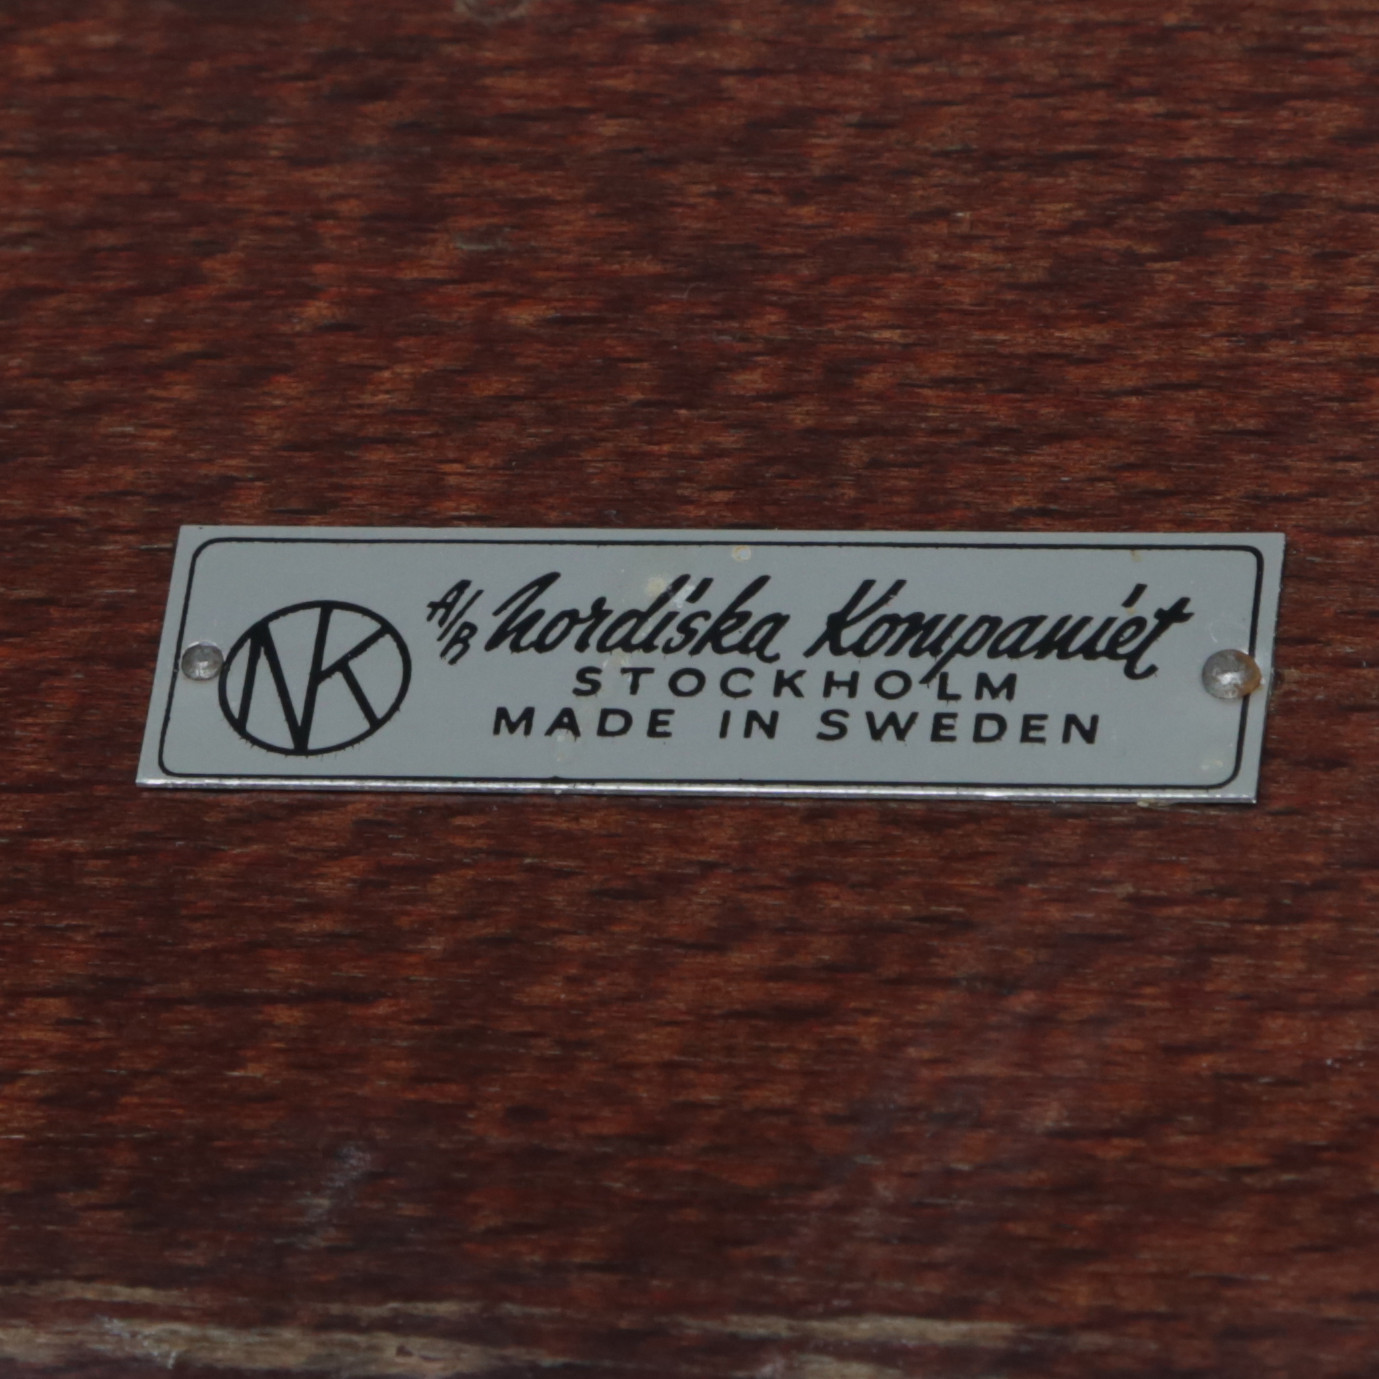 NK
A/B Nordiska Kompaniet
STOCKHOLM
MADE IN SWEDEN